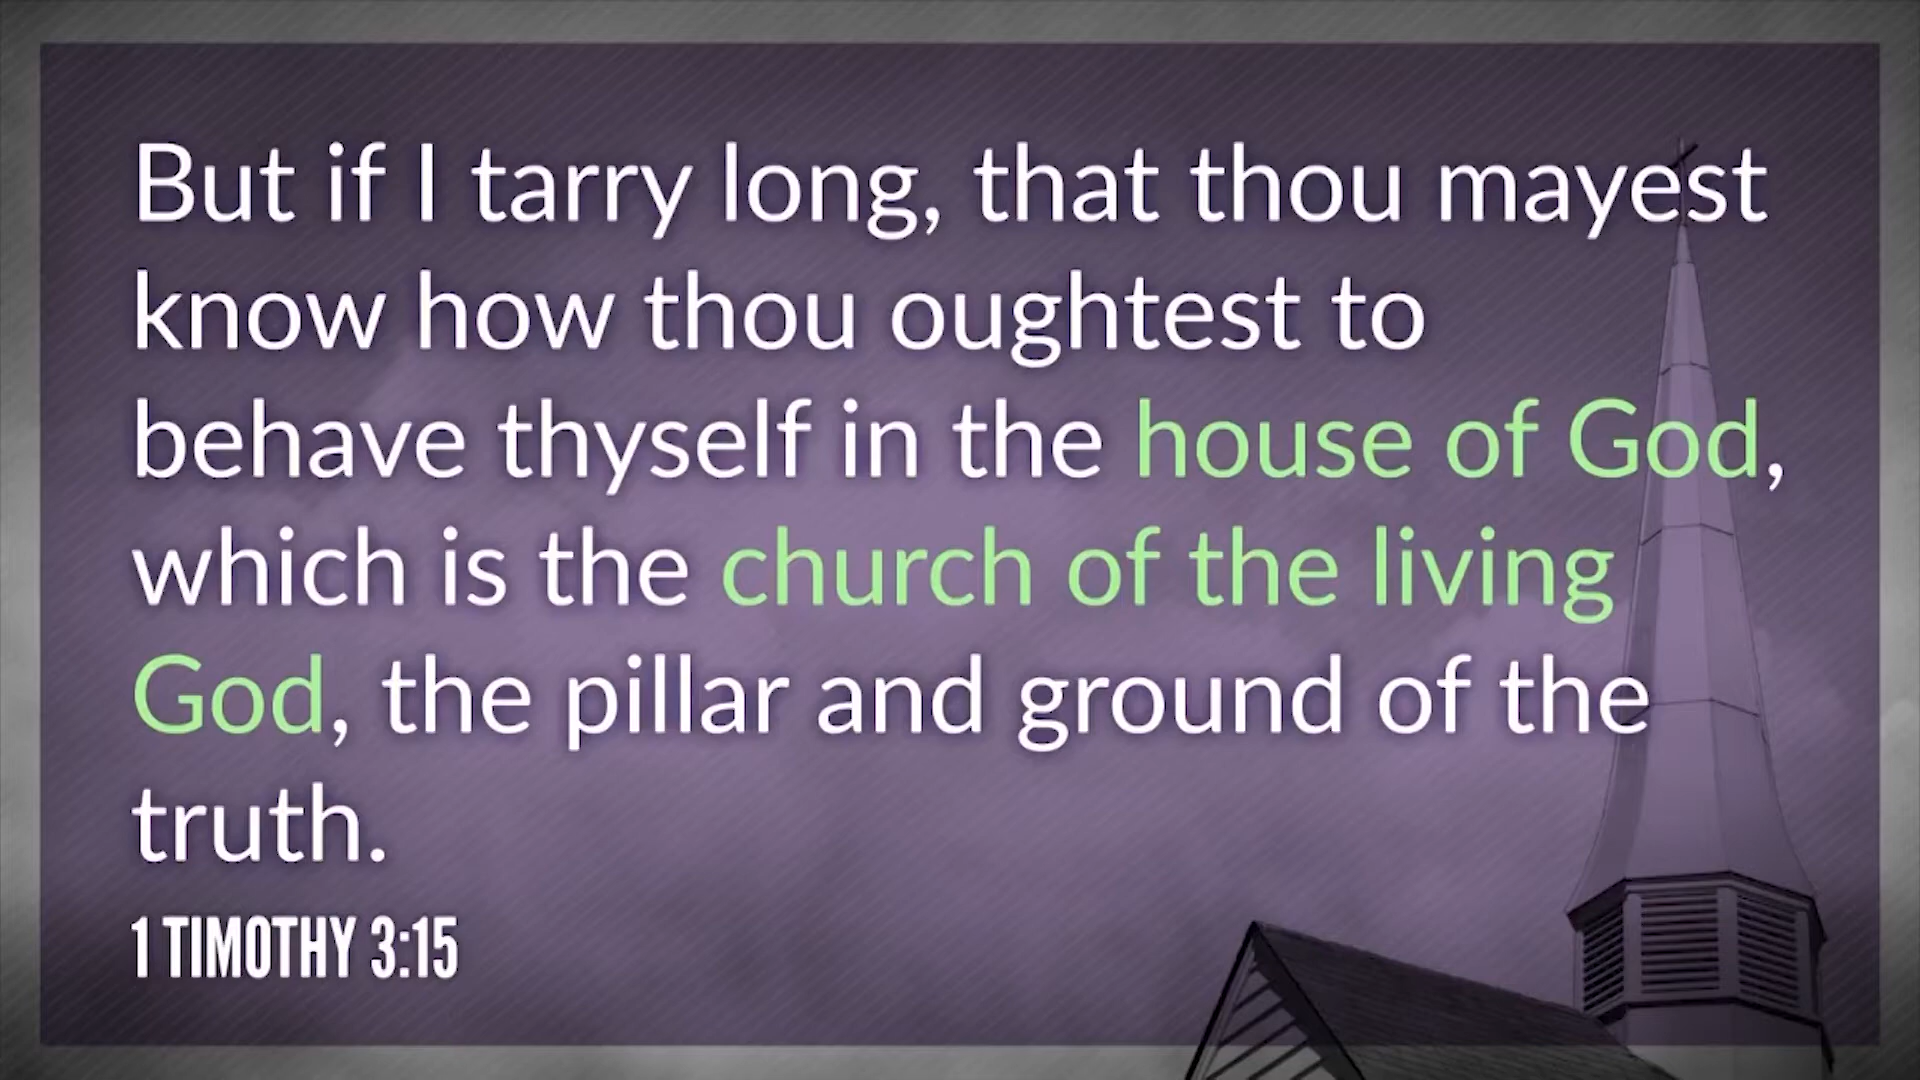 But if I tarry long, that thou mayest
know how thou oughtest to
behave thyself in the house of God,
which is the church of the living
God, the pillar and ground of the
truth.
1 TIMOTHY 3:15